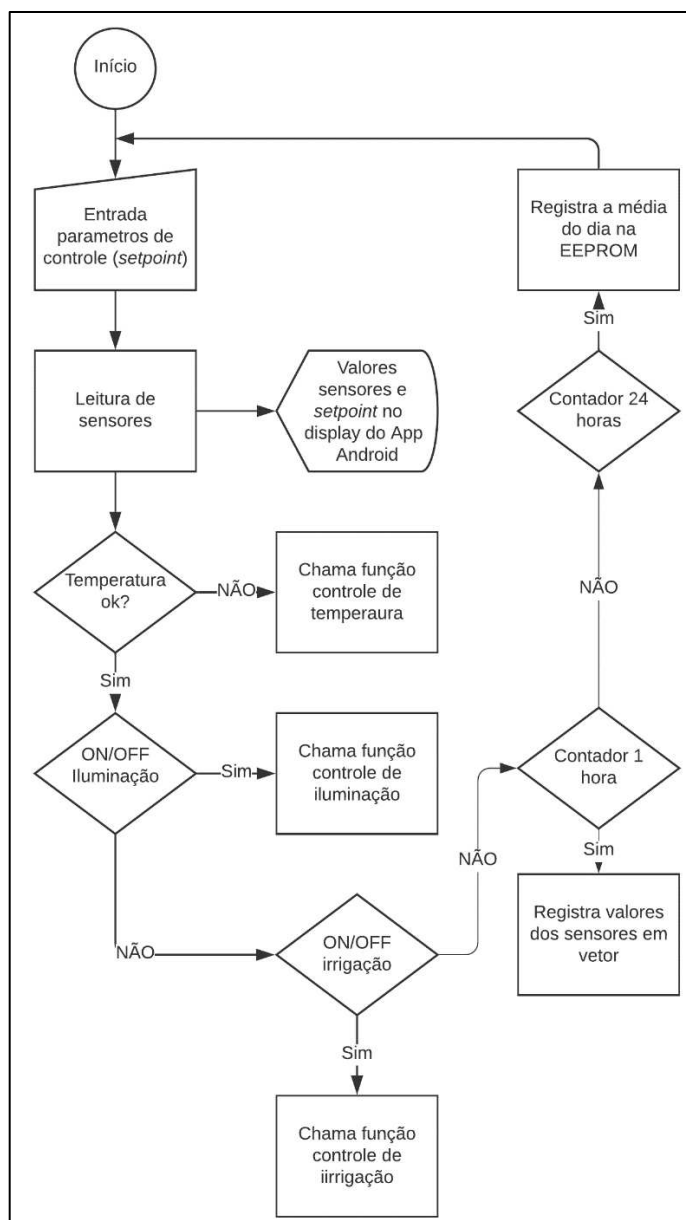 Início
Entrada
parametros de
controle (setpoint)
Leitura de
sensores
Valores
sensores e
setpoint no
display do App
Android
Temperatura
ok?
NÃO
Chama função
controle de
temperaura
Sim
ON/OFF
Iluminação
Sim
Chama função
controle de
iluminação
NÃO
ON/OFF
irrigação
Sim
Chama função
controle de
iirrigação
NÃO
Contador 1
hora
Sim
Registra valores
dos sensores em
vetor
NÃO
Contador 24
horas
Sim
Registra a média
do dia na
EEPROM